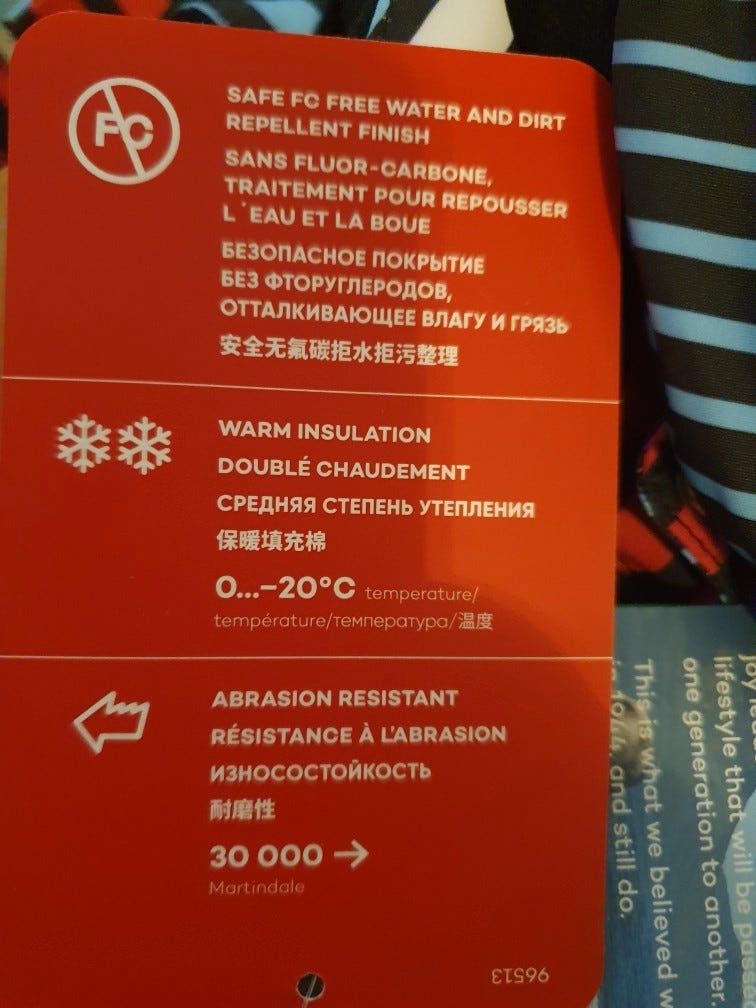 FC
SAFE FC FREE WATER AND DIRT
REPELLENT FINISH
SANS FLUOR-CARBONE,
TRAITEMENT POUR REPOUSSER
L'EAU ET LA BOUE
БЕЗОПАСНОЕ ПОКРЫТИЕ
БЕЗ ФТОРУГЛЕРОДОВ,
ОТТАЛКИВАЮЩЕЕ ВЛАГУ И ГРЯЗЬ
安全无氟碳拒水拒污整理
WARM INSULATION
DOUBLÉ CHAUDEMENT
СРЕДНЯЯ СТЕПЕНЬ УТЕПЛЕНИЯ
保暖填充棉
0...-20°C temperature/
température/температура/温度
ABRASION RESISTANT
RÉSISTANCE À L'ABRASION
ИЗНОСОСТОЙКОСТЬ
耐磨性
30 000 →
Martindale
96513
lifestyle that will be
one generation to another.
This is what we believed
and still do.